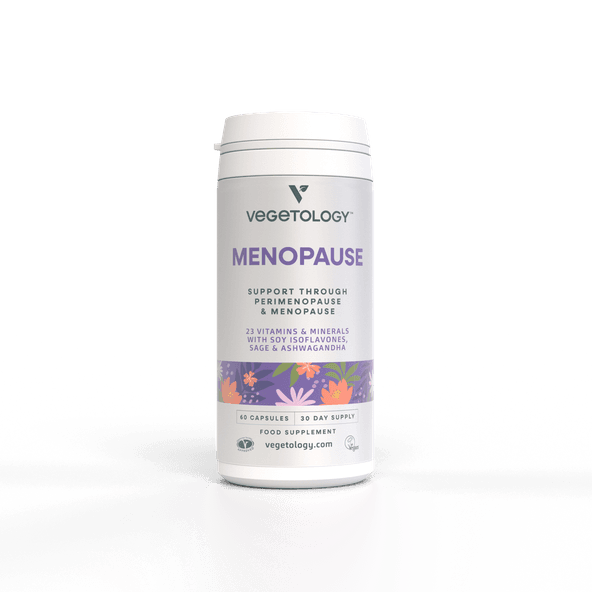 VEGETOLOGY™
MENOPAUSE
SUPPORT THROUGH
PERIMENOPAUSE
& MENOPAUSE
23 VITAMINS & MINERALS
WITH SOY ISOFLAVONES,
SAGE & ASHWAGANDHA
60 CAPSULES 30 DAY SUPPLY
FOOD SUPPLEMENT
vegetology.com